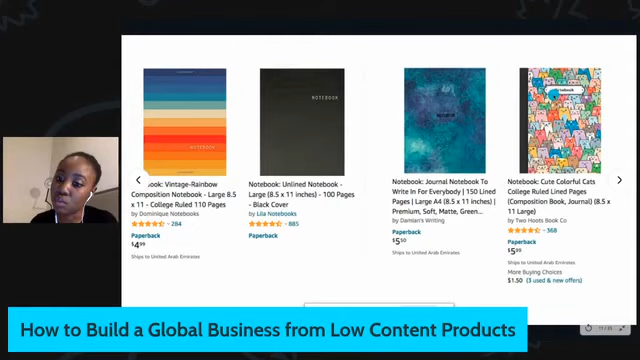 NOTEBOOK
NOTEBOOK
Notebook: Unlined Notebook -
Large (8.5 x 11 inches) - 100 Pages
- Black Cover
by Lila Notebooks
885
Paperback
book: Vintage-Rainbow
Composition Notebook - Large 8.5
x 11 - College Ruled 110 Pages
by Dominique Notebooks
284
Paperback
$4.99
Ships to United Arab Emirates
Notebook: Journal Notebook To
Write In For Everybody | 150 Lined
Pages | Large A4 (8.5 x 11 inches) |
Premium, Soft, Matte, Green...
by Damian's Writing
Paperback
$5.50
Ships to United Arab Emirates
Notebook: Cute Colorful Cats
College Ruled Lined Pages
(Composition Book, Journal) (8.5 x
11 Large)
by Two Hoots Book Co
368
Paperback
Ships to United Arab Emirates
More Buying Choices
$1.50 (3 used & new offers)
How to Build a Global Business from Low Content Products